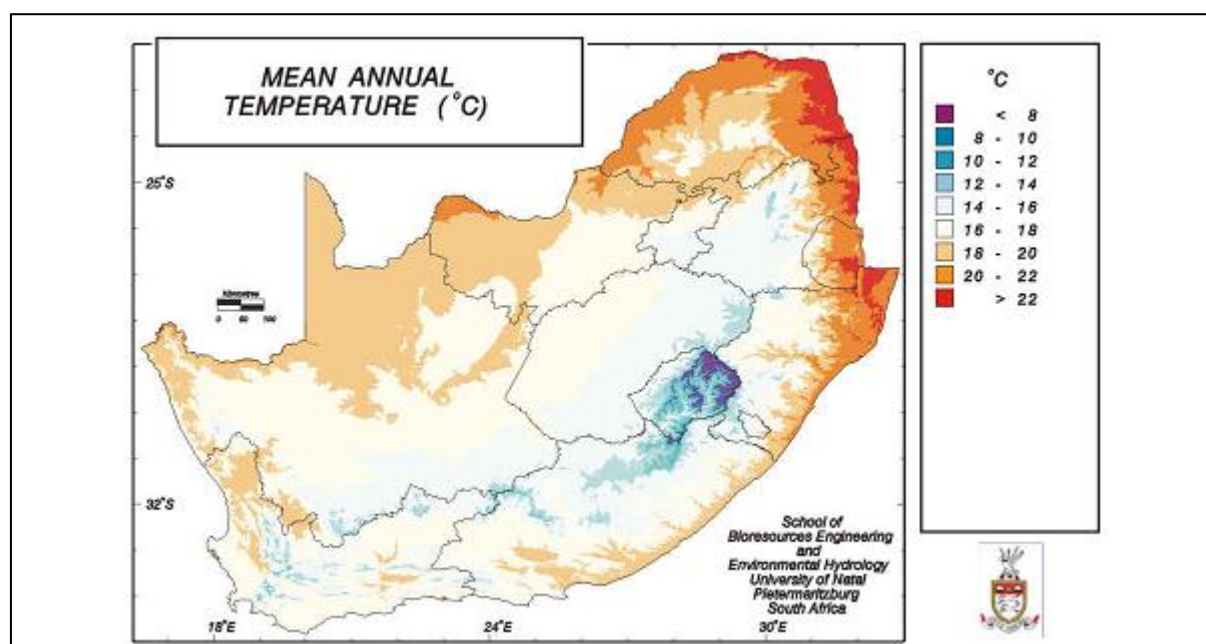 MEAN ANNUAL
TEMPERATURE (°C)
°C
< 8
8 - 10
10 - 12
12 - 14
14 - 16
16 - 18
18 - 20
20 - 22
> 22
25°S
0 50 100
32°S
School of
Bioresources Engineering
and
Environmental Hydrology
University of Natal
Pietermaritzburg
South Africa
18°E
24°E
30°E